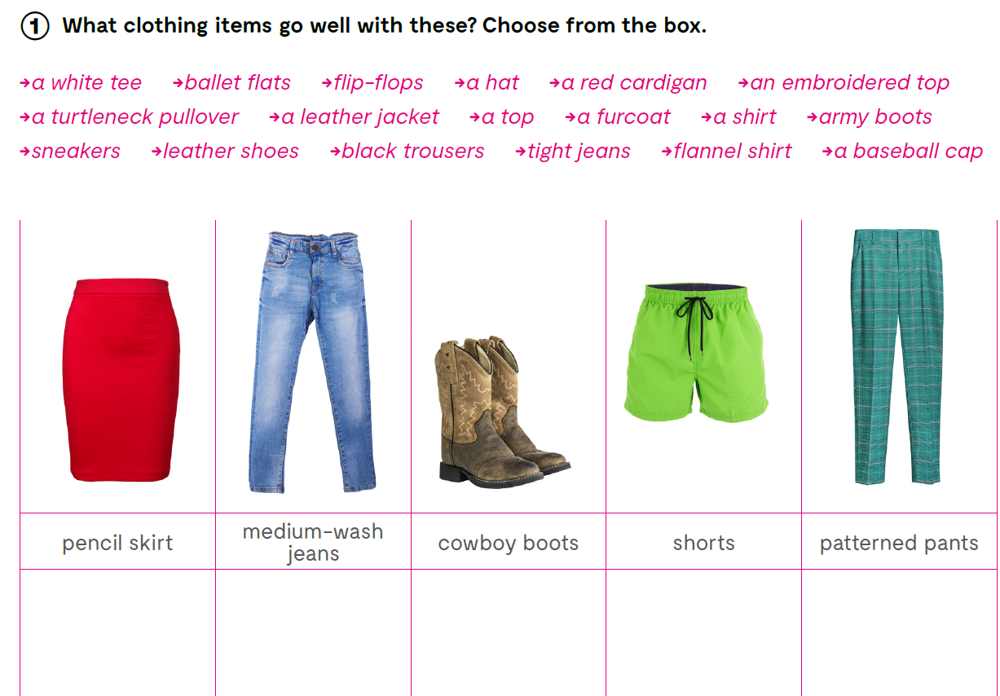 1 What clothing items go well with these? Choose from the box.
→a white tee →ballet flats →flip-flops →a hat →a red cardigan →an embroidered top
→a turtleneck pullover →a leather jacket →a top →a furcoat →a shirt →army boots
→sneakers →leather shoes →black trousers →tight jeans →flannel shirt →a baseball cap
pencil skirt
medium-wash
jeans
cowboy boots
shorts
patterned pants